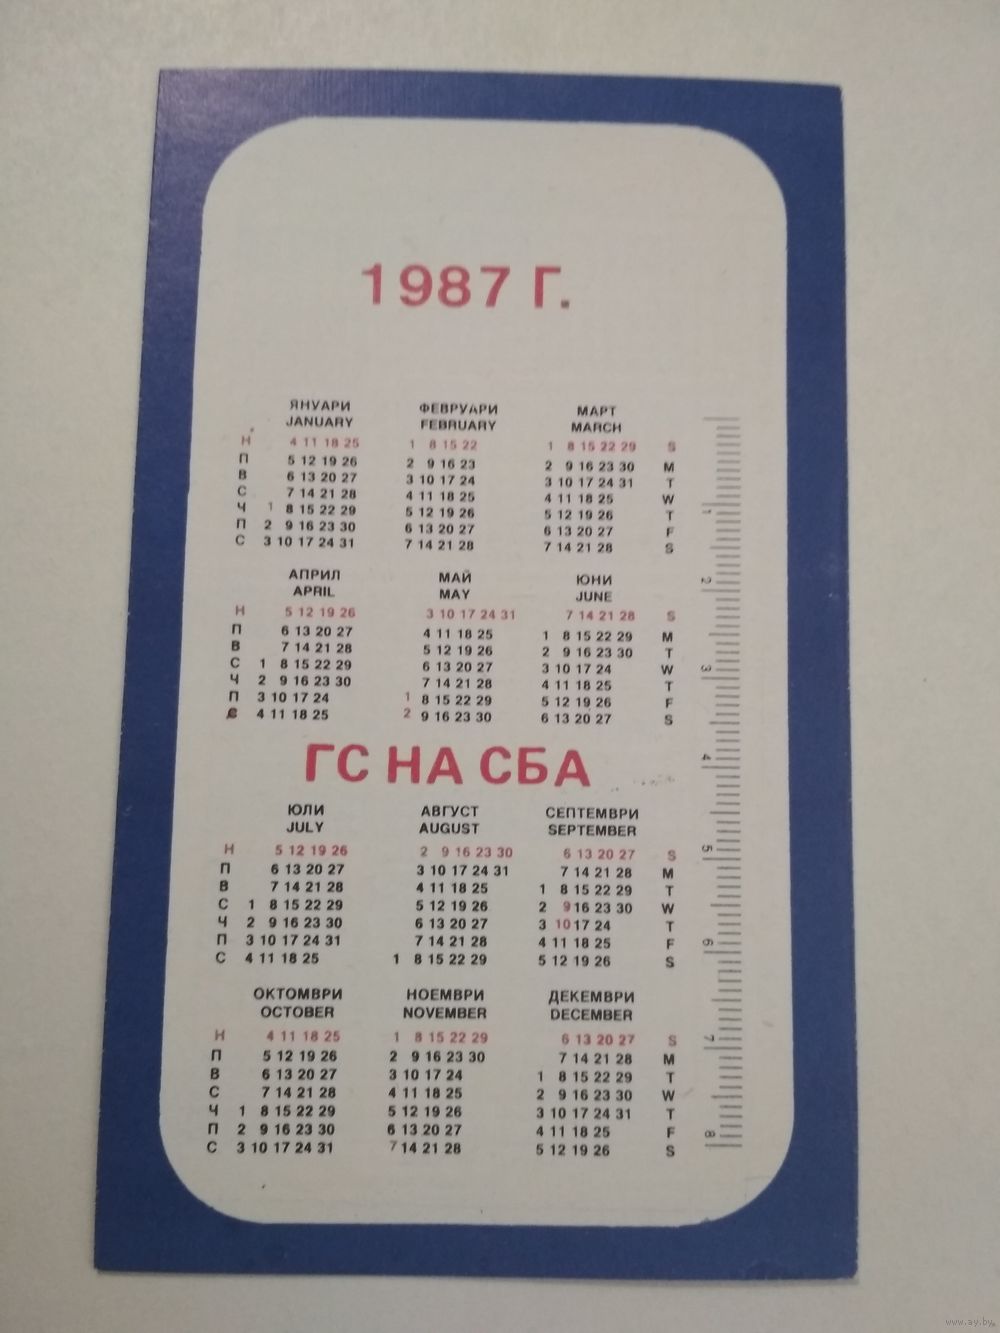 1987 Г.
ЯНУАРИ ФЕВРУАРИ МАРТ
JANUARY FEBRUARY MARCH
Н 4 11 18 25 1 8 15 22 1 8 15 22 29 S
П 5 12 19 26 2 9 16 23 2 9 16 23 30 M
В 6 13 20 27 3 10 17 24 3 10 17 24 31 T
С 7 14 21 28 4 11 18 25 4 11 18 25 W
Ч 1 8 15 22 29 5 12 19 26 5 12 19 26 T
П 2 9 16 23 30 6 13 20 27 6 13 20 27 F
С 3 10 17 24 31 7 14 21 28 7 14 21 28 S
АПРИЛ МАЙ ЮНИ
APRIL MAY JUNE
Н 5 12 19 26 3 10 17 24 31 7 14 21 28 S
П 6 13 20 27 4 11 18 25 1 8 15 22 29 M
В 7 14 21 28 5 12 19 26 2 9 16 23 30 T
С 1 8 15 22 29 6 13 20 27 3 10 17 24 W
Ч 2 9 16 23 30 7 14 21 28 4 11 18 25 T
П 3 10 17 24 1 8 15 22 29 5 12 19 26 F
С 4 11 18 25 2 9 16 23 30 6 13 20 27 S
ГС НА СБА
ЮЛИ АВГУСТ СЕПТЕМВРИ
JULY AUGUST SEPTEMBER
Н 5 12 19 26 2 9 16 23 30 6 13 20 27 S
П 6 13 20 27 3 10 17 24 31 7 14 21 28 M
В 7 14 21 28 4 11 18 25 1 8 15 22 29 T
С 1 8 15 22 29 5 12 19 26 2 9 16 23 30 W
Ч 2 9 16 23 30 6 13 20 27 3 10 17 24 T
П 3 10 17 24 31 7 14 21 28 4 11 18 25 F
С 4 11 18 25 1 8 15 22 29 5 12 19 26 S
ОКТОМВРИ НОЕМВРИ ДЕКЕМВРИ
OCTOBER NOVEMBER DECEMBER
Н 4 11 18 25 1 8 15 22 29 6 13 20 27 S
П 5 12 19 26 2 9 16 23 30 7 14 21 28 M
В 6 13 20 27 3 10 17 24 1 8 15 22 29 T
С 7 14 21 28 4 11 18 25 2 9 16 23 30 W
Ч 1 8 15 22 29 5 12 19 26 3 10 17 24 31 T
П 2 9 16 23 30 6 13 20 27 4 11 18 25 F
С 3 10 17 24 31 7 14 21 28 5 12 19 26 S
1
2
3
4
5
6
7
8
www.ay.by